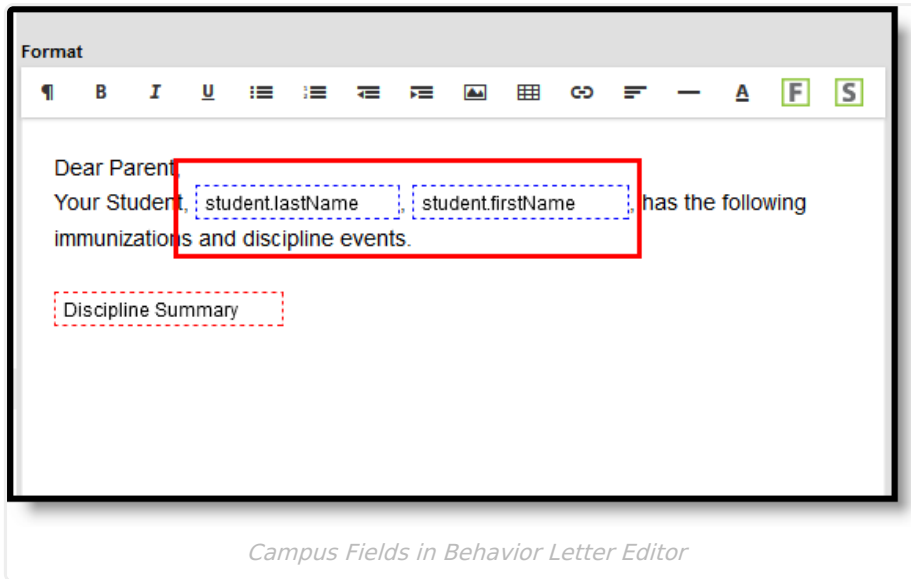 Format
¶ B I U A F S
Dear Parent,
Your Student, student.lastName , student.firstName , has the following
immunizations and discipline events.
Discipline Summary
Campus Fields in Behavior Letter Editor